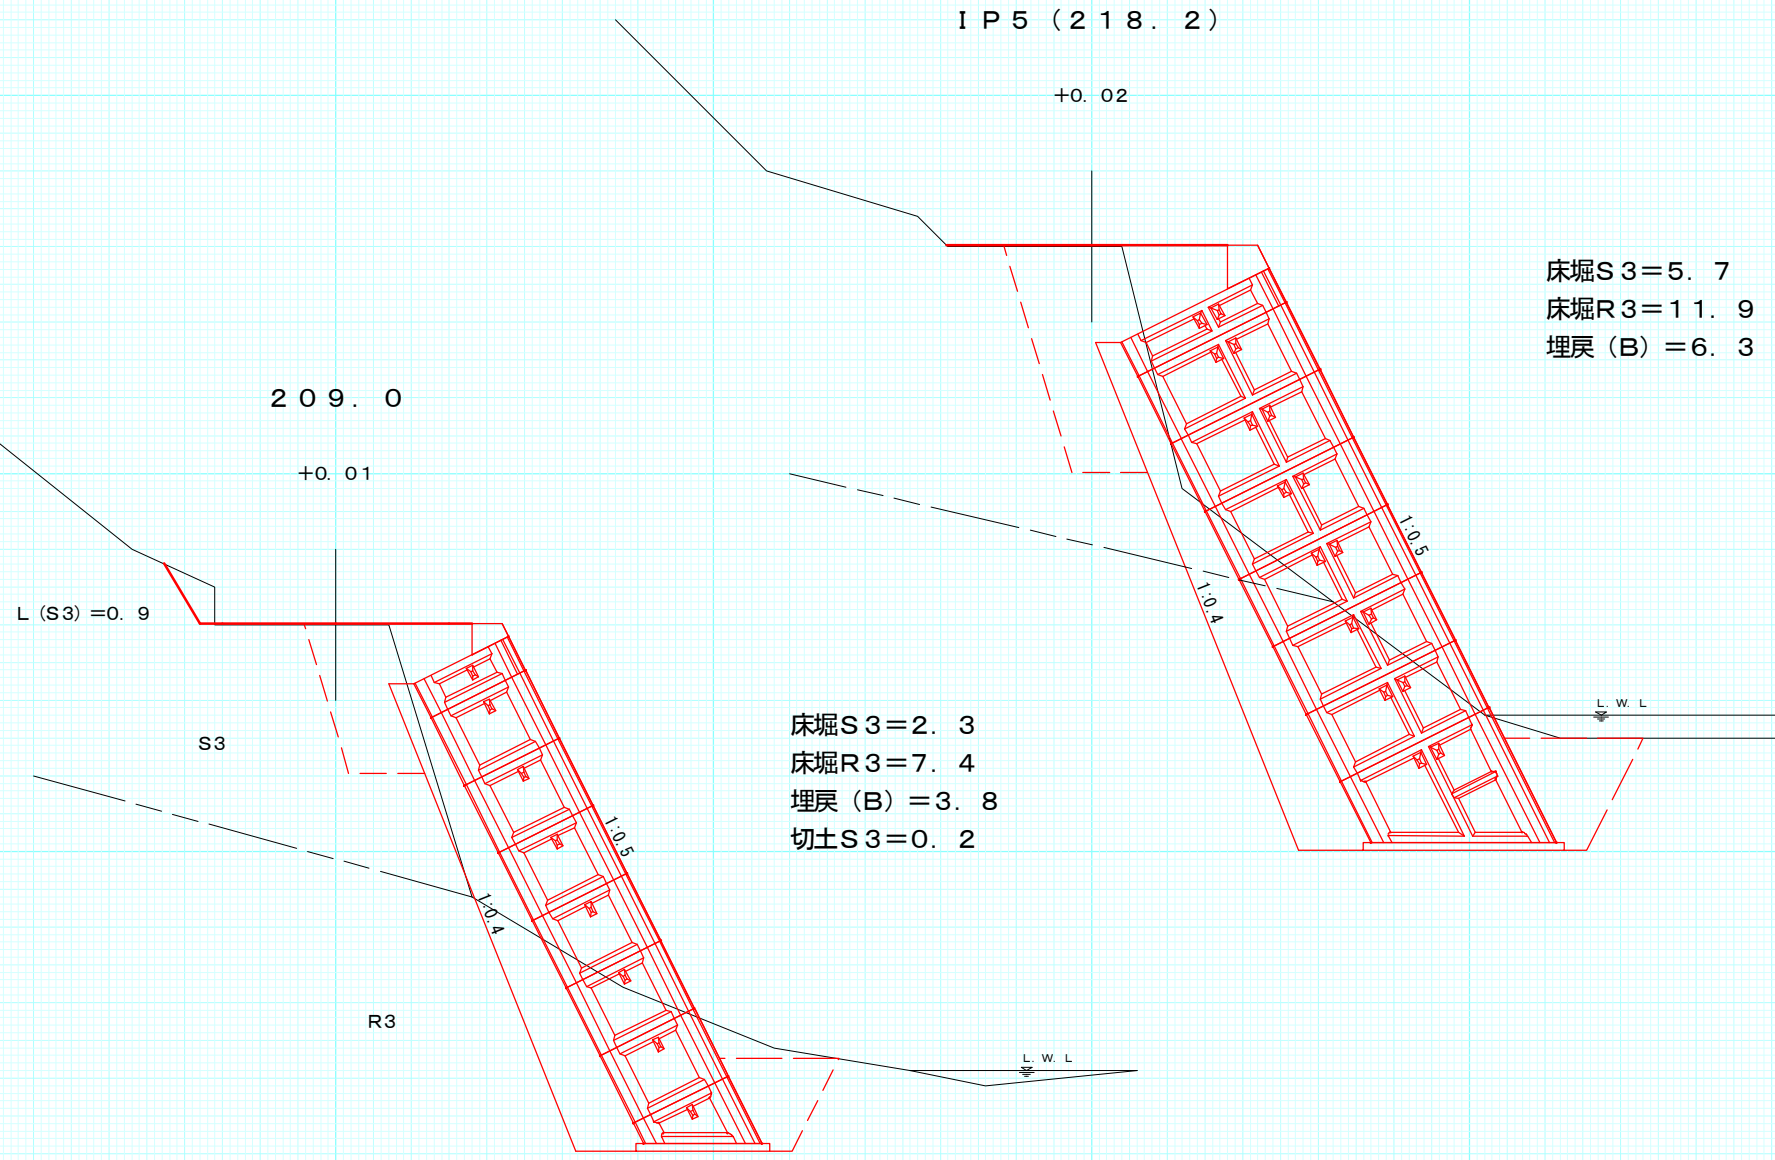 ＩＰ５（２１８．２）
+0.02
床堀Ｓ３＝５．７
床堀Ｒ３＝１１．９
埋戻（B）＝６．３
1:0.5
1:0.4
L.W.L
２０９．０
+0.01
L（S3）＝0.9
S3
R3
床堀Ｓ３＝２．３
床堀Ｒ３＝７．４
埋戻（B）＝３．８
切土Ｓ３＝０．２
1:0.5
1:0.4
L.W.L